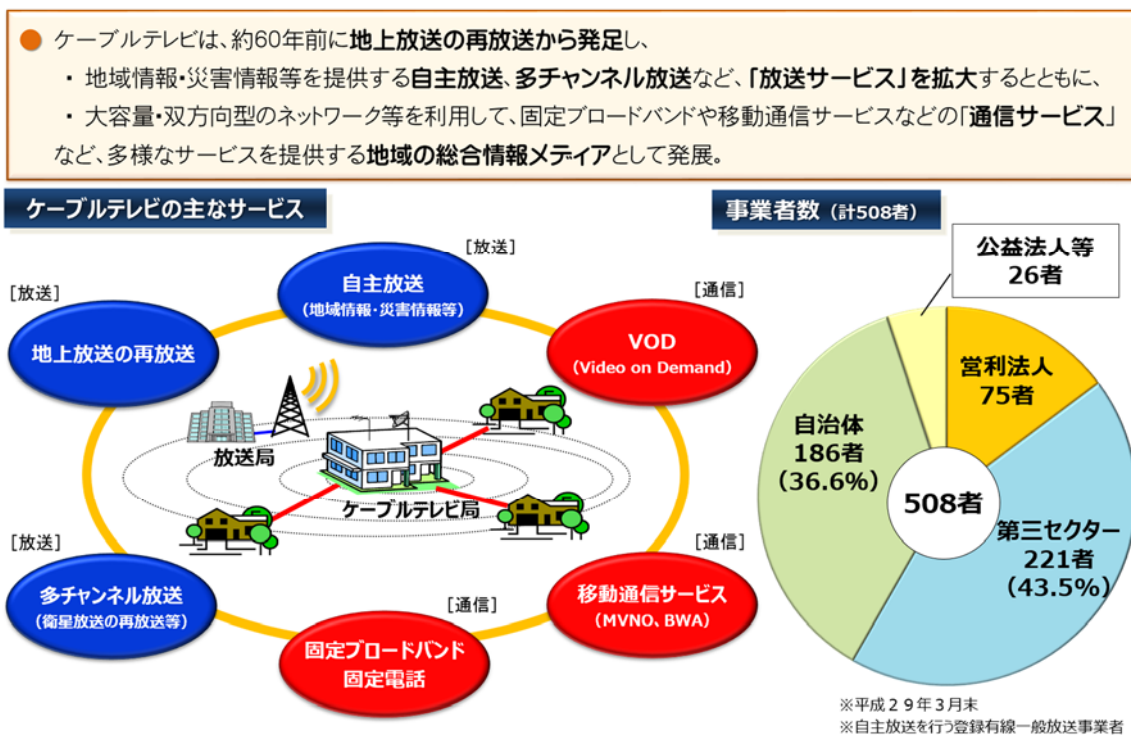 ● ケーブルテレビは、約60年前に地上放送の再放送から発足し、
・ 地域情報・災害情報等を提供する自主放送、多チャンネル放送など、「放送サービス」を拡大するとともに、
・ 大容量・双方向型のネットワーク等を利用して、固定ブロードバンドや移動通信サービスなどの「通信サービス」
など、多様なサービスを提供する地域の総合情報メディアとして発展。
ケーブルテレビの主なサービス
[放送]
自主放送
(地域情報・災害情報等)
[放送]
地上放送の再放送
[通信]
VOD
(Video on Demand)
放送局
ケーブルテレビ局
[放送]
多チャンネル放送
(衛星放送の再放送等)
[通信]
固定ブロードバンド
固定電話
[通信]
移動通信サービス
(MVNO、BWA)
事業者数 (計508者)
公益法人等
26者
営利法人
75者
自治体
186者
(36.6%)
508者
第三セクター
221者
(43.5%)
※平成29年3月末
※自主放送を行う登録有線一般放送事業者